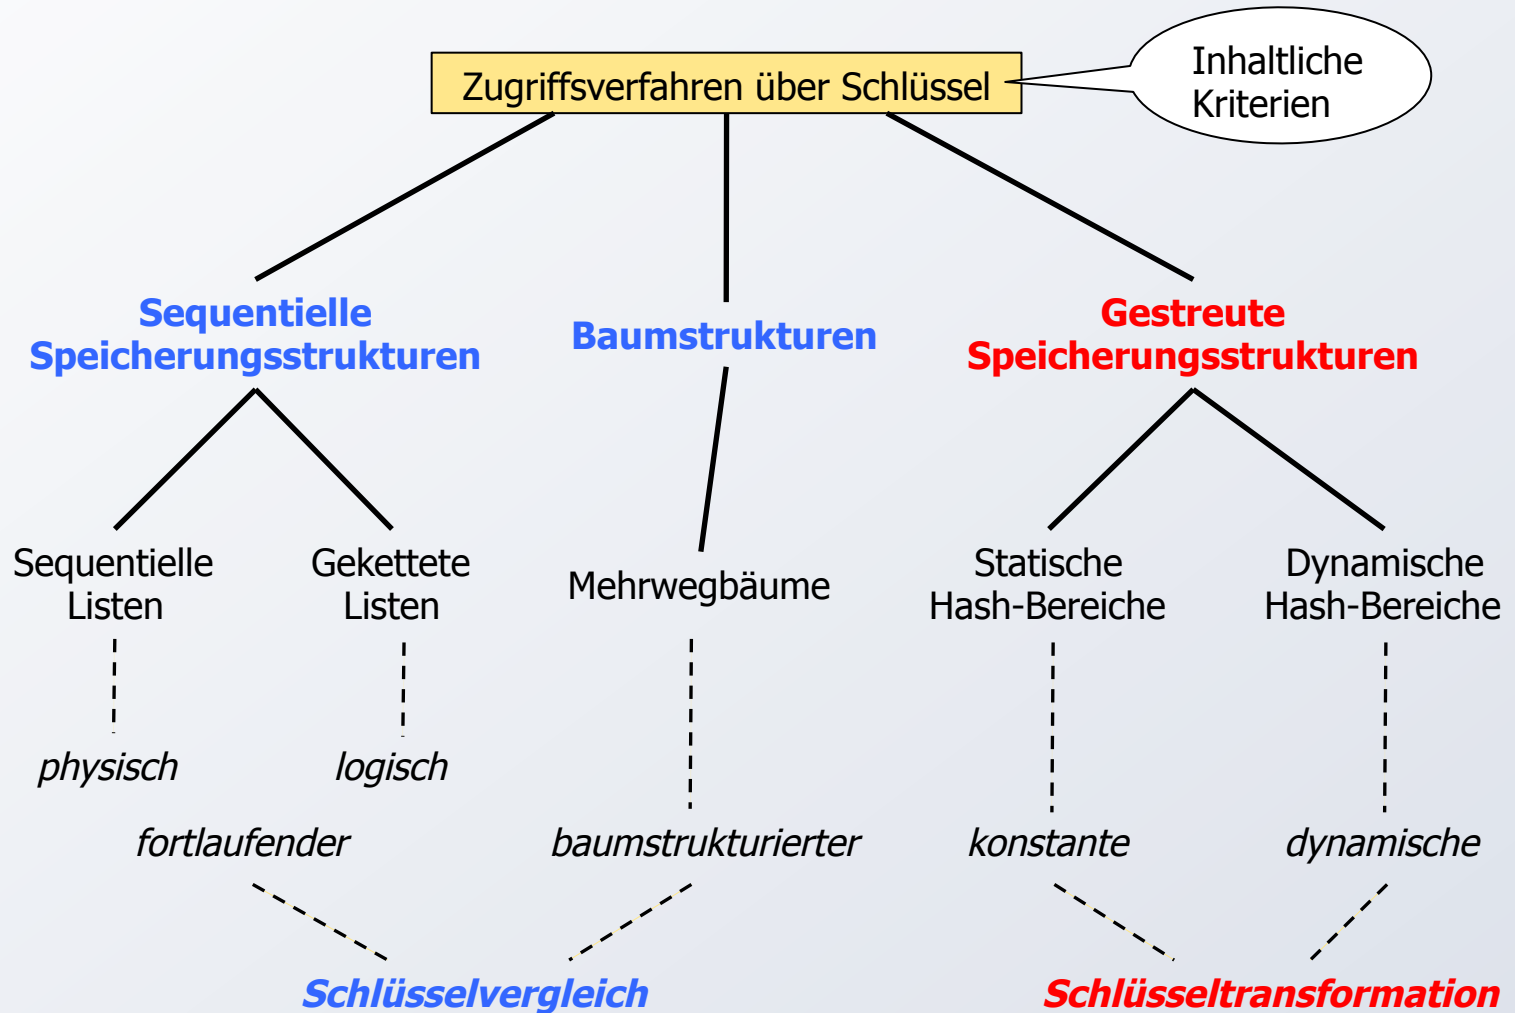 Zugriffsverfahren über Schlüssel
Inhaltliche
Kriterien
Sequentielle
Speicherungsstrukturen
Baumstrukturen
Gestreute
Speicherungsstrukturen
Sequentielle
Listen
Gekettete
Listen
Mehrwegbäume
Statische
Hash-Bereiche
Dynamische
Hash-Bereiche
physisch
logisch
fortlaufender
baumstrukturierter
konstante
dynamische
Schlüsselvergleich
Schlüsseltransformation